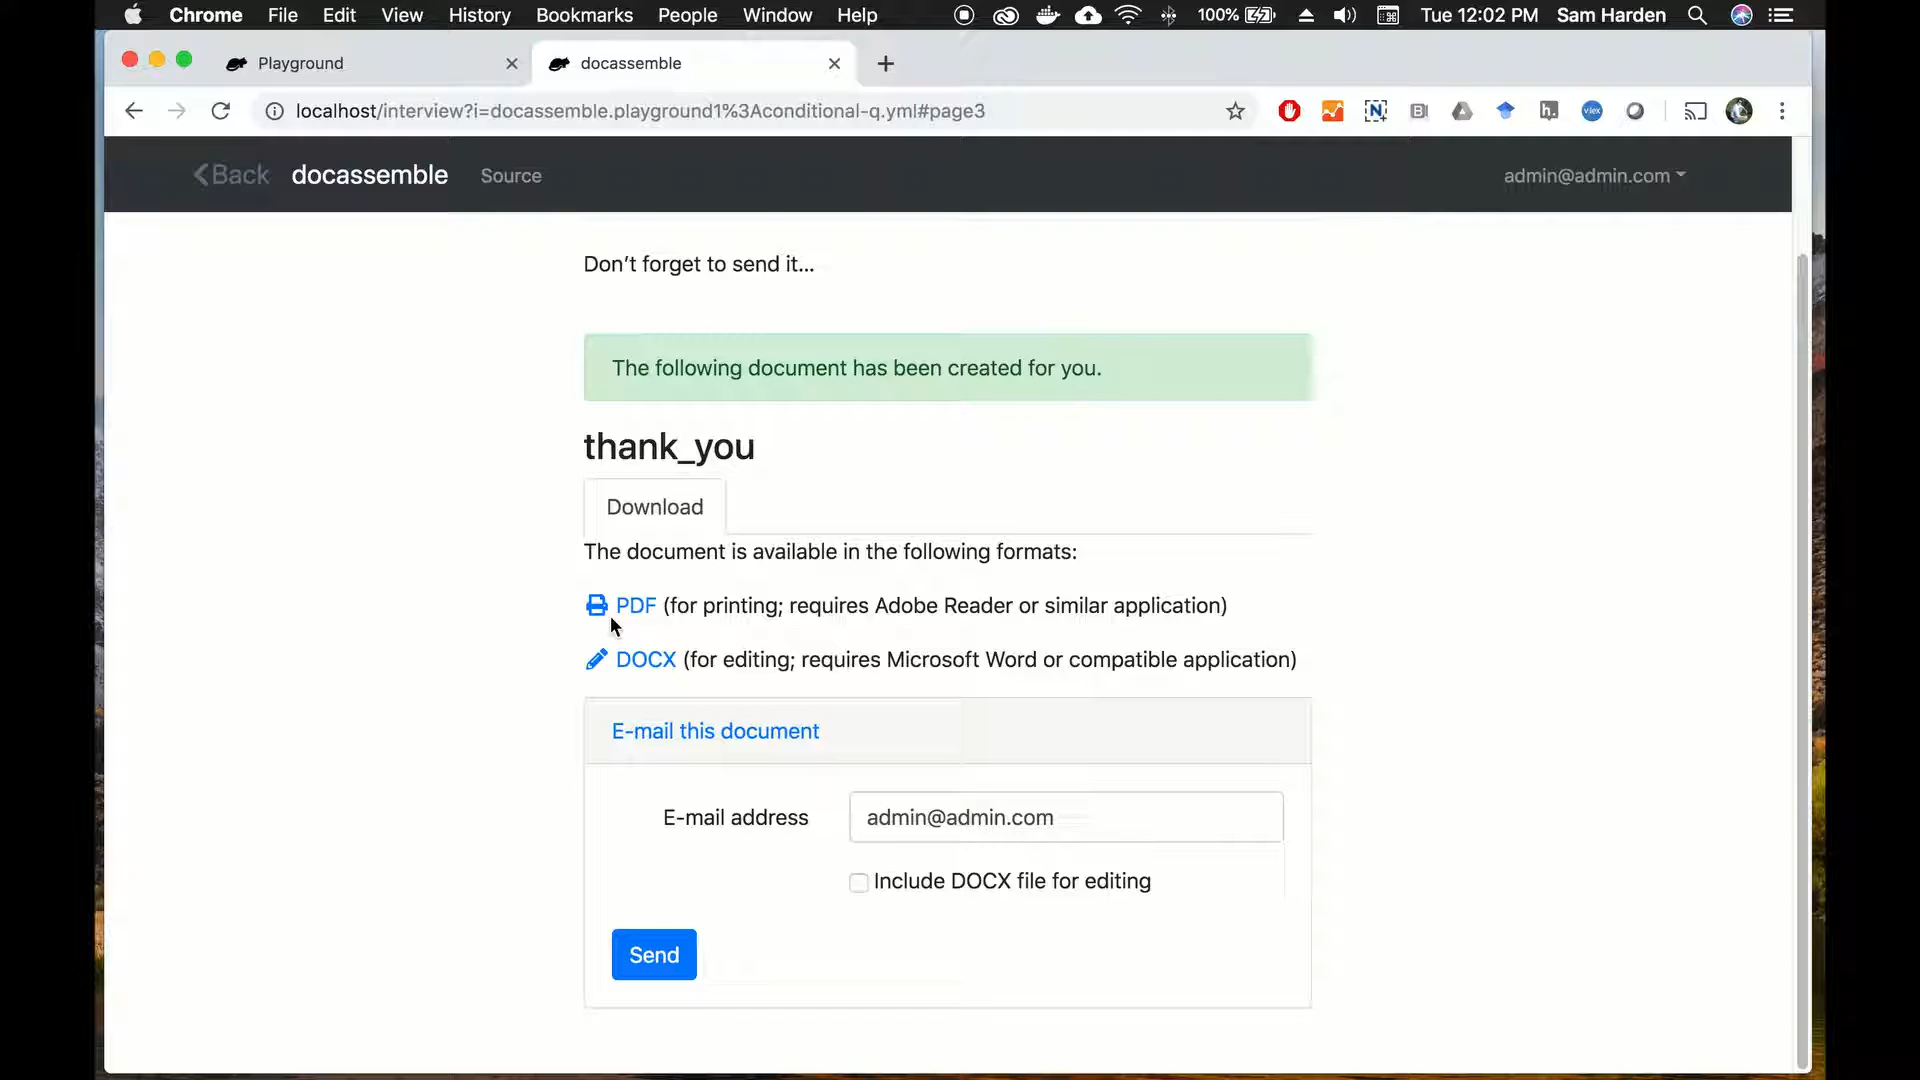 Chrome File Edit View History Bookmarks People Window Help 100% Tue 12:02 PM Sam Harden
Playground docassemble
localhost/interview?i=docassemble.playground1%3Aconditional-q.yml#page3
Back docassemble Source admin@admin.com
Don't forget to send it...
The following document has been created for you.
thank_you
Download
The document is available in the following formats:
PDF (for printing; requires Adobe Reader or similar application)
DOCX (for editing; requires Microsoft Word or compatible application)
E-mail this document
E-mail address admin@admin.com
Include DOCX file for editing
Send